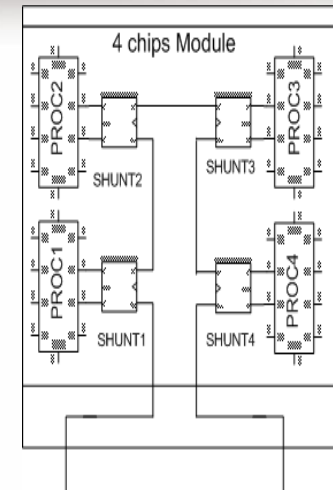 4 chips Module
PROC2
SHUNT2
SHUNT3
PROC3
PROC1
SHUNT1
SHUNT4
PROC4